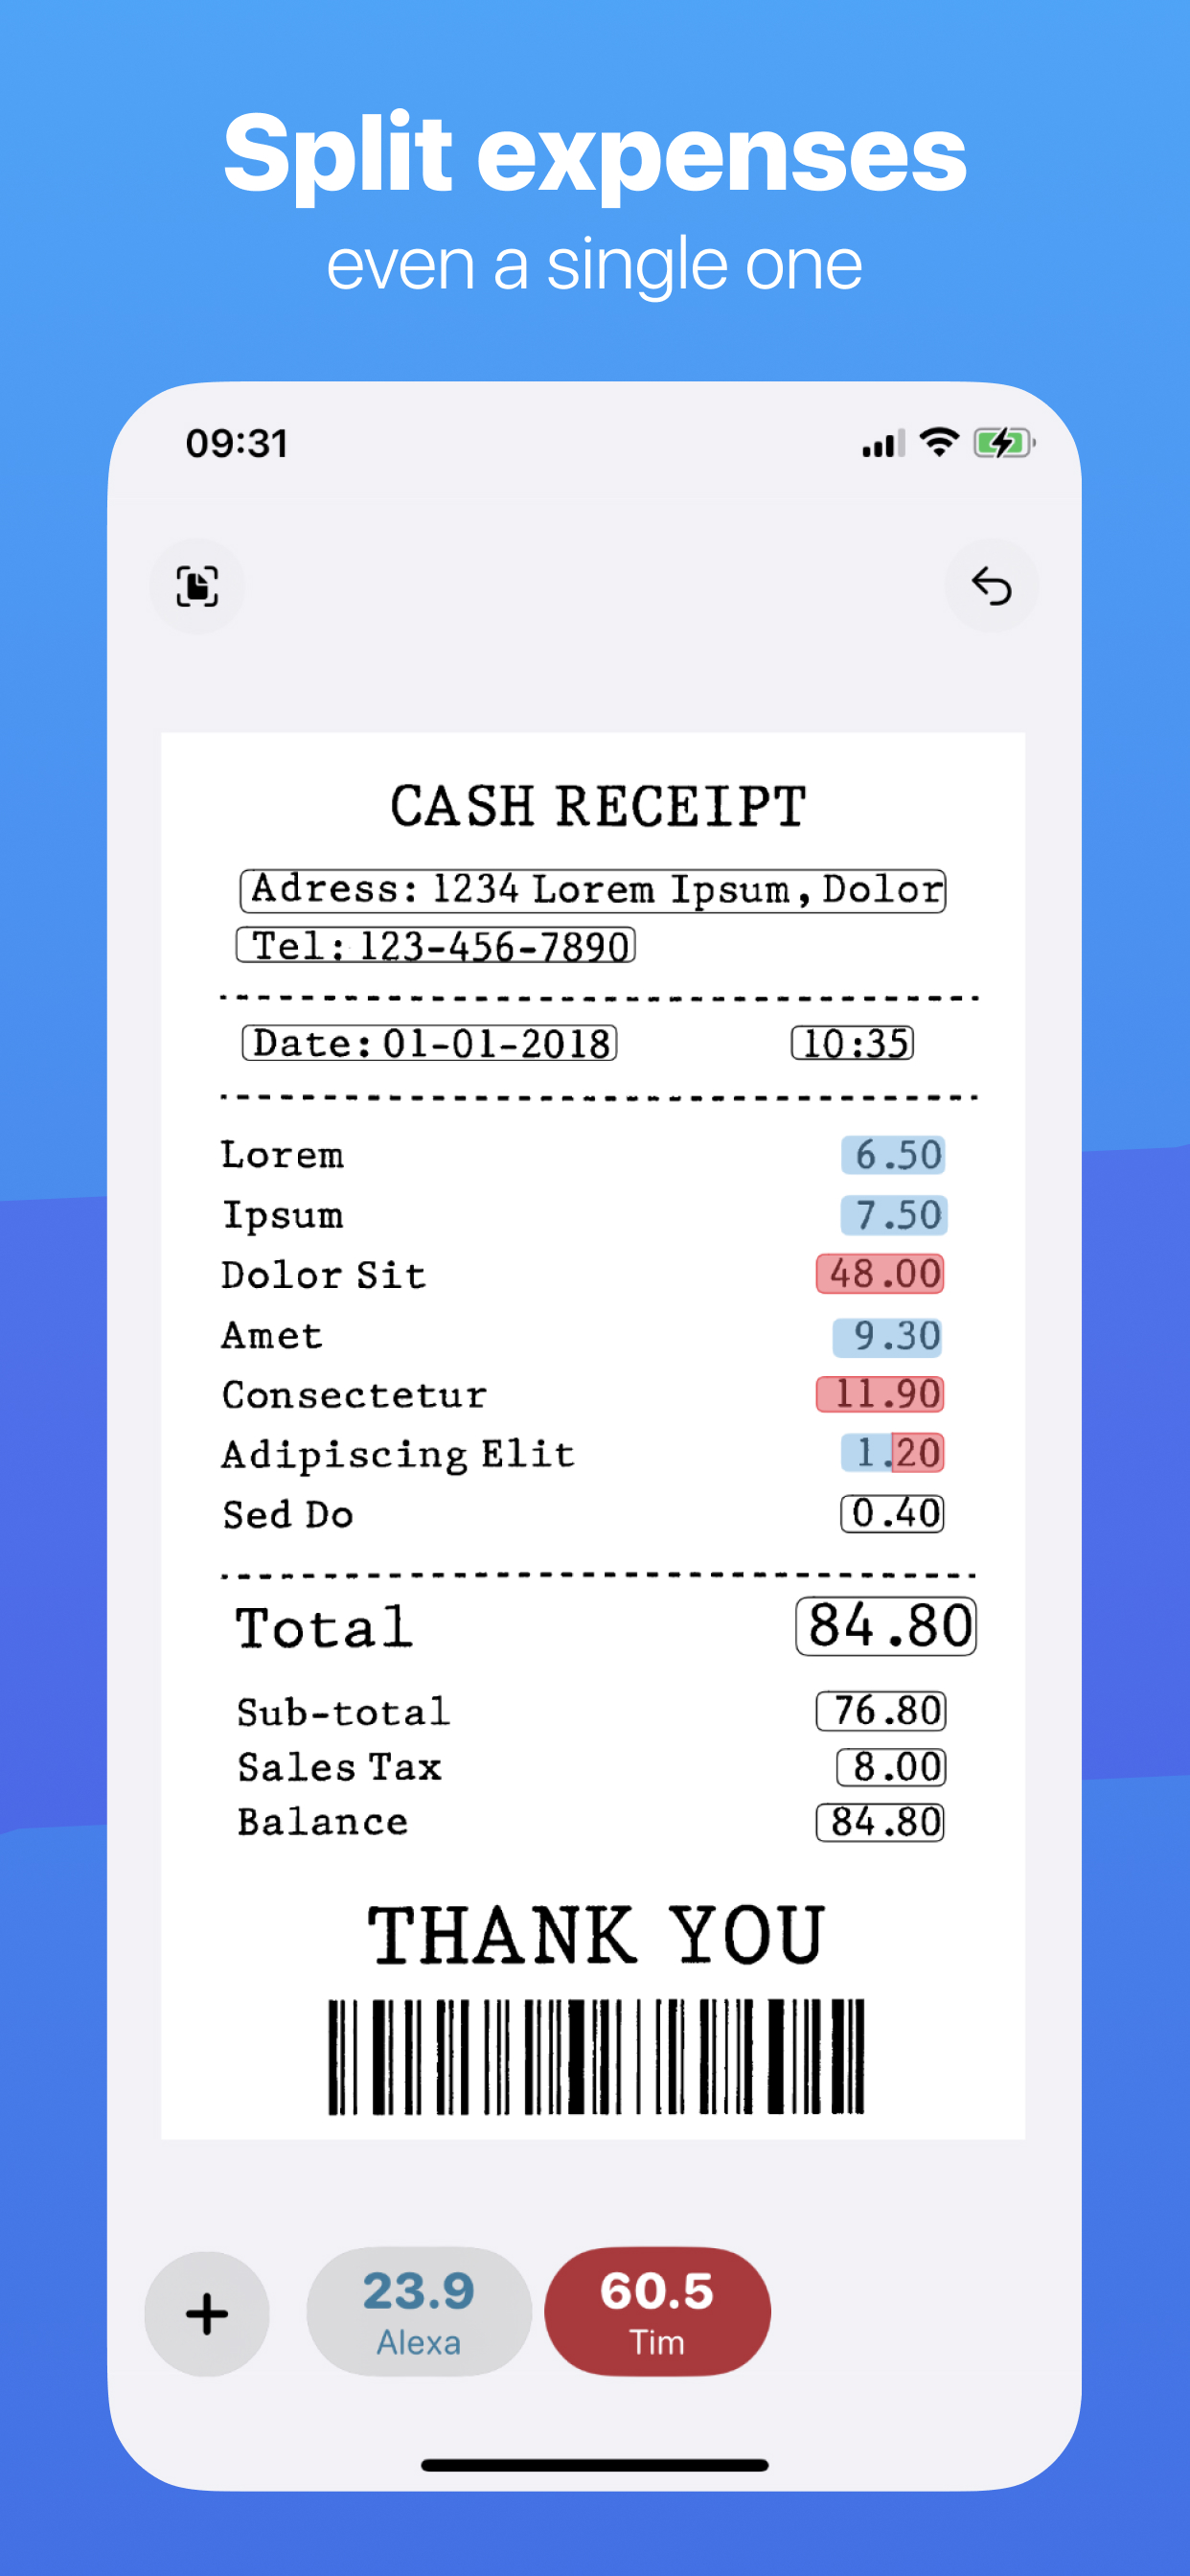 Split expenses
even a single one
09:31
CASH RECEIPT
Adress: 1234 Lorem Ipsum, Dolor
Tel: 123-456-7890
Date: 01-01-2018 10:35
Lorem 6.50
Ipsum 7.50
Dolor Sit 48.00
Amet 9.30
Consectetur 11.90
Adipiscing Elit 1.20
Sed Do 0.40
Total 84.80
Sub-total 76.80
Sales Tax 8.00
Balance 84.80
THANK YOU
23.9 60.5
Alexa Tim